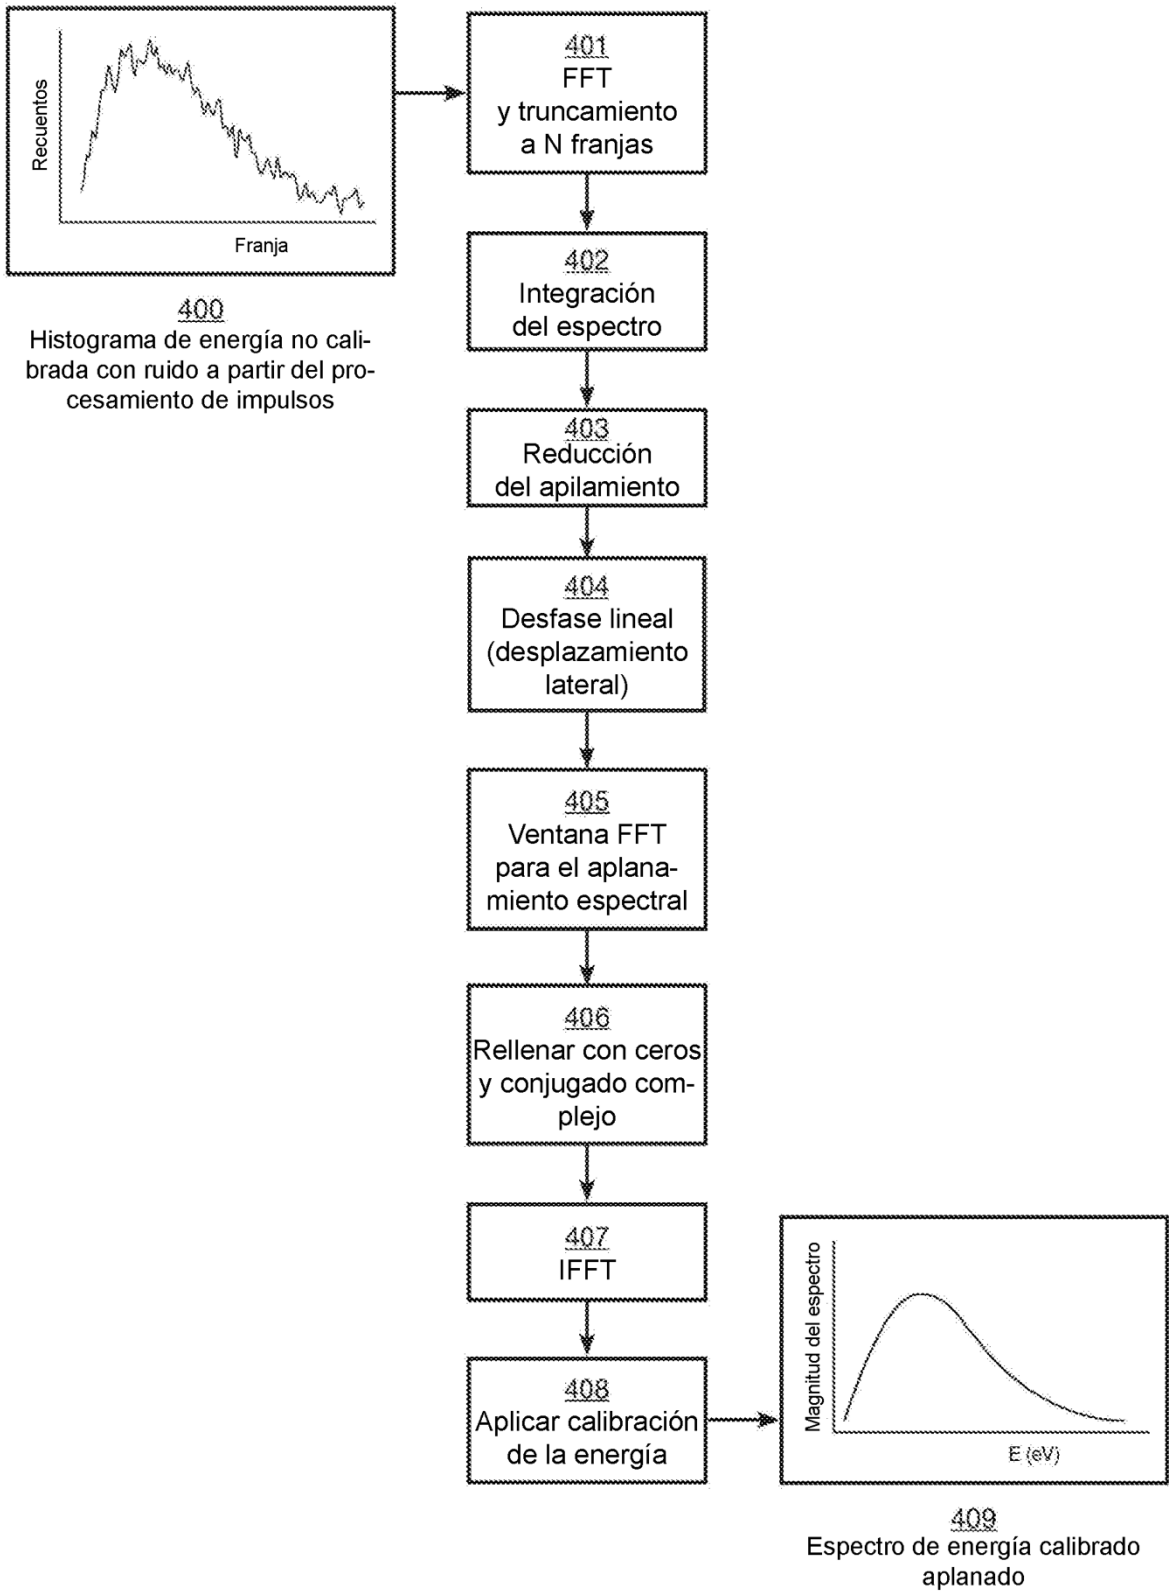 Recuentos
Franja
400
Histograma de energía no cali-
brada con ruido a partir del pro-
cesamiento de impulsos
401
FFT
y truncamiento
a N franjas
402
Integración
del espectro
403
Reducción
del apilamiento
404
Desfase lineal
(desplazamiento
lateral)
405
Ventana FFT
para el aplana-
miento espectral
406
Rellenar con ceros
y conjugado com-
plejo
407
IFFT
408
Aplicar calibración
de la energía
Magnitud del espectro
E (eV)
409
Espectro de energía calibrado
aplanado